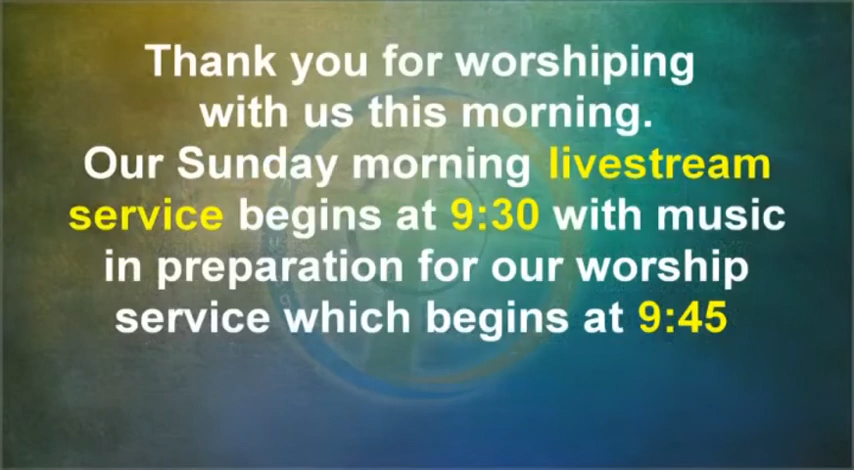 Thank you for worshiping
with us this morning.
Our Sunday morning livestream
service begins at 9:30 with music
in preparation for our worship
service which begins at 9:45